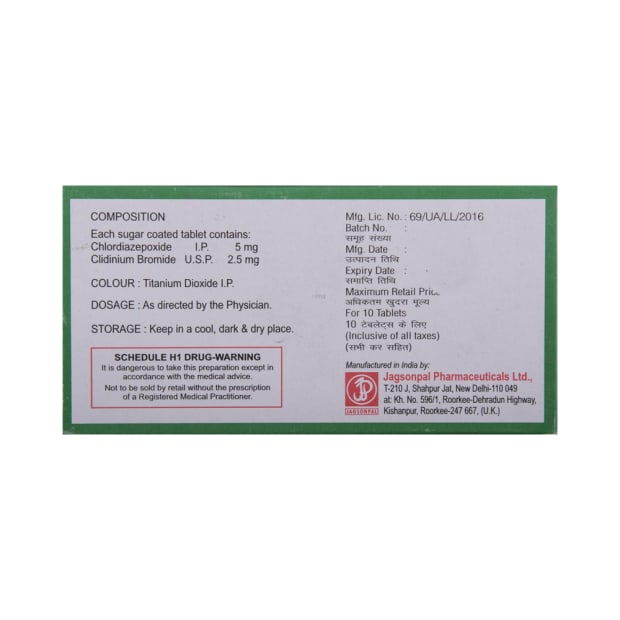 COMPOSITION
Each sugar coated tablet contains:
Chlordiazepoxide I.P. 5 mg
Clidinium Bromide U.S.P. 2.5 mg
COLOUR : Titanium Dioxide I.P.
DOSAGE : As directed by the Physician.
STORAGE : Keep in a cool, dark & dry place.
SCHEDULE H1 DRUG-WARNING
It is dangerous to take this preparation except in
accordance with the medical advice.
Not to be sold by retail without the prescription
of a Registered Medical Practitioner.
Mfg. Lic. No. : 69/UA/LL/2016
Batch No. :
समूह संख्या
Mfg. Date :
उत्पादन तिथि
Expiry Date :
समाप्ति तिथि
Maximum Retail Price
अधिकतम खुदरा मूल्य
For 10 Tablets
10 टेबलेट्स के लिए
(Inclusive of all taxes)
(सभी कर सहित)
Manufactured in India by:
Jagsonpal Pharmaceuticals Ltd.,
T-210 J, Shahpur Jat, New Delhi-110 049
at: Kh. No. 596/1, Roorkee-Dehradun Highway,
Kishanpur, Roorkee-247 667, (U.K.)
JAGSONPAL